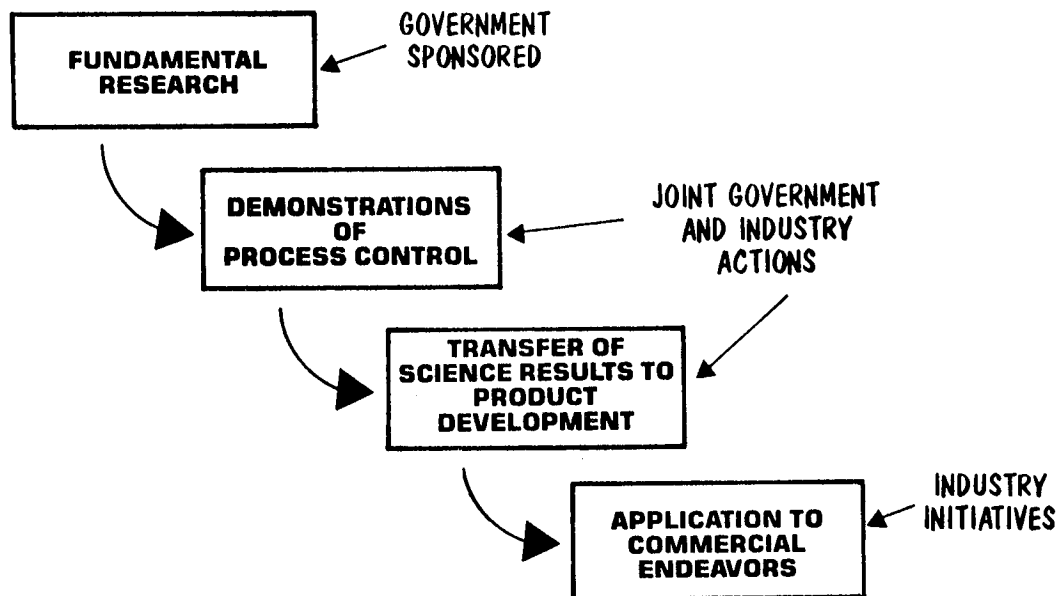 FUNDAMENTAL
RESEARCH
GOVERNMENT
SPONSORED
DEMONSTRATIONS
OF
PROCESS CONTROL
JOINT GOVERNMENT
AND INDUSTRY
ACTIONS
TRANSFER OF
SCIENCE RESULTS TO
PRODUCT
DEVELOPMENT
INDUSTRY
INITIATIVES
APPLICATION TO
COMMERCIAL
ENDEAVORS